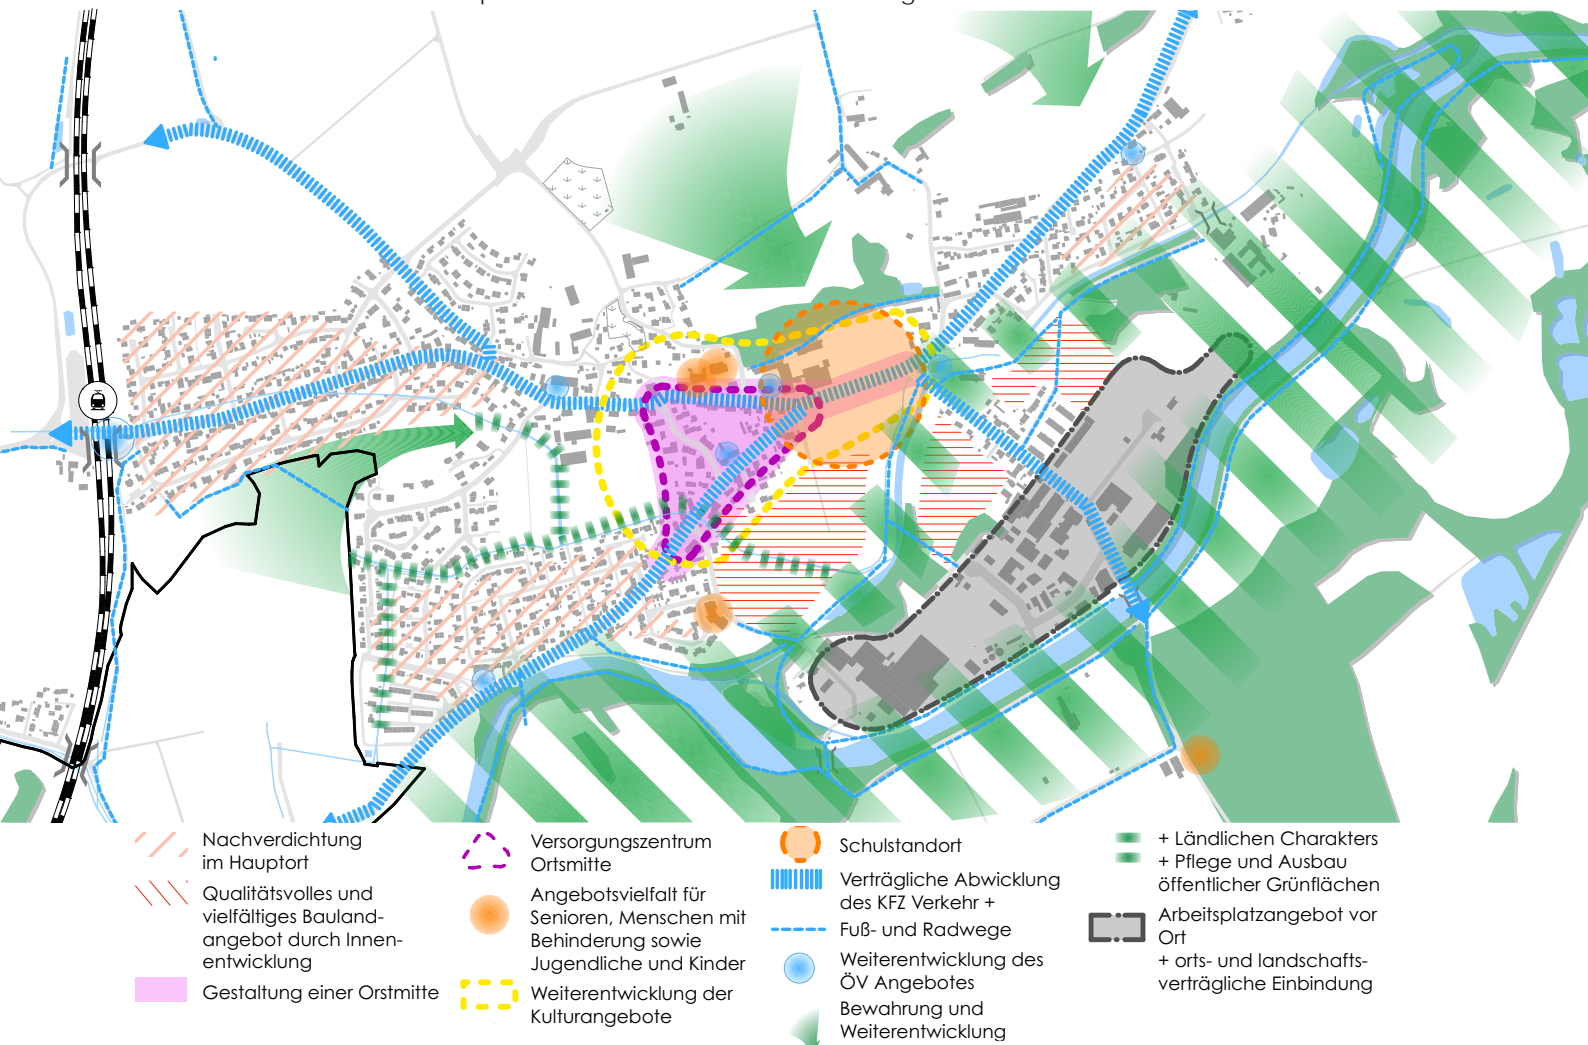 Nachverdichtung
im Hauptort
Qualitätsvolles und
vielfältiges Bauland-
angebot durch Innen-
entwicklung
Gestaltung einer Orstmitte
Versorgungszentrum
Ortsmitte
Angebotsvielfalt für
Senioren, Menschen mit
Behinderung sowie
Jugendliche und Kinder
Weiterentwicklung der
Kulturangebote
Schulstandort
Verträgliche Abwicklung
des KFZ Verkehr +
Fuß- und Radwege
Weiterentwicklung des
ÖV Angebotes
Bewahrung und
Weiterentwicklung
+ Ländlichen Charakters
+ Pflege und Ausbau
öffentlicher Grünflächen
Arbeitsplatzangebot vor
Ort
+ orts- und landschafts-
verträgliche Einbindung